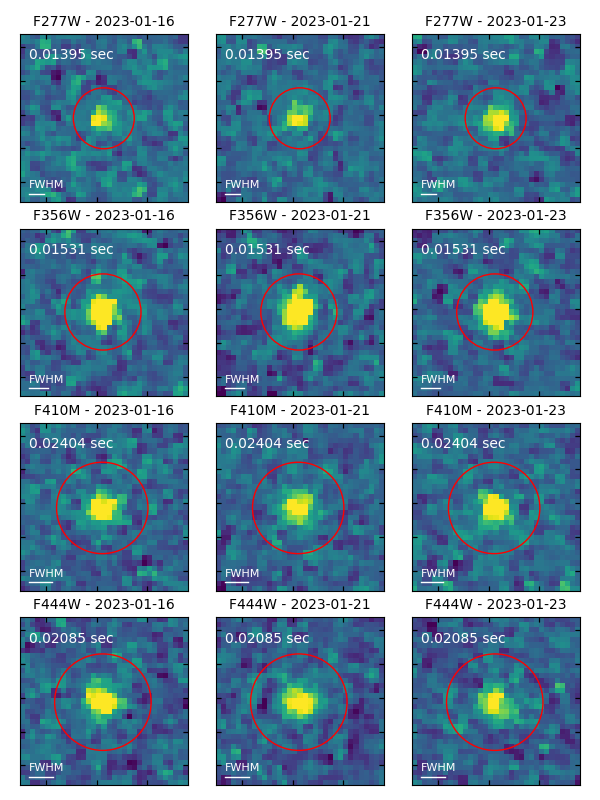 F277W - 2023-01-16
F277W - 2023-01-21
F277W - 2023-01-23
0.01395 sec
0.01395 sec
0.01395 sec
FWHM
FWHM
FWHM
F356W - 2023-01-16
F356W - 2023-01-21
F356W - 2023-01-23
0.01531 sec
0.01531 sec
0.01531 sec
FWHM
FWHM
FWHM
F410M - 2023-01-16
F410M - 2023-01-21
F410M - 2023-01-23
0.02404 sec
0.02404 sec
0.02404 sec
FWHM
FWHM
FWHM
F444W - 2023-01-16
F444W - 2023-01-21
F444W - 2023-01-23
0.02085 sec
0.02085 sec
0.02085 sec
FWHM
FWHM
FWHM